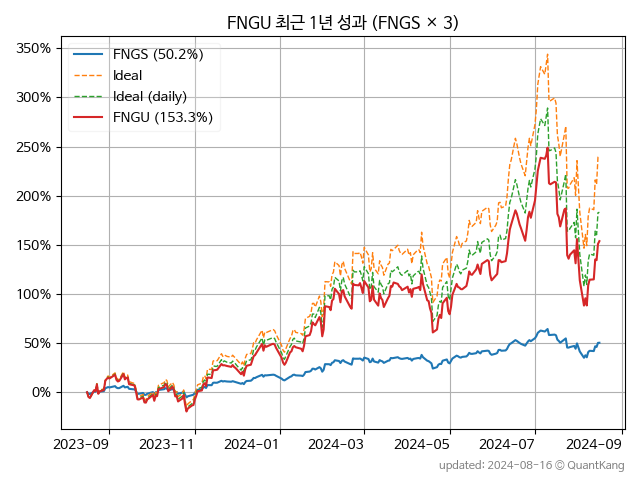 FNGU 최근 1년 성과 (FNGS × 3)
350%
300%
250%
200%
150%
100%
50%
0%
FNGS (50.2%)
Ideal
Ideal (daily)
FNGU (153.3%)
2023-09 2023-11 2024-01 2024-03 2024-05 2024-07 2024-09
updated: 2024-08-16 © QuantKang